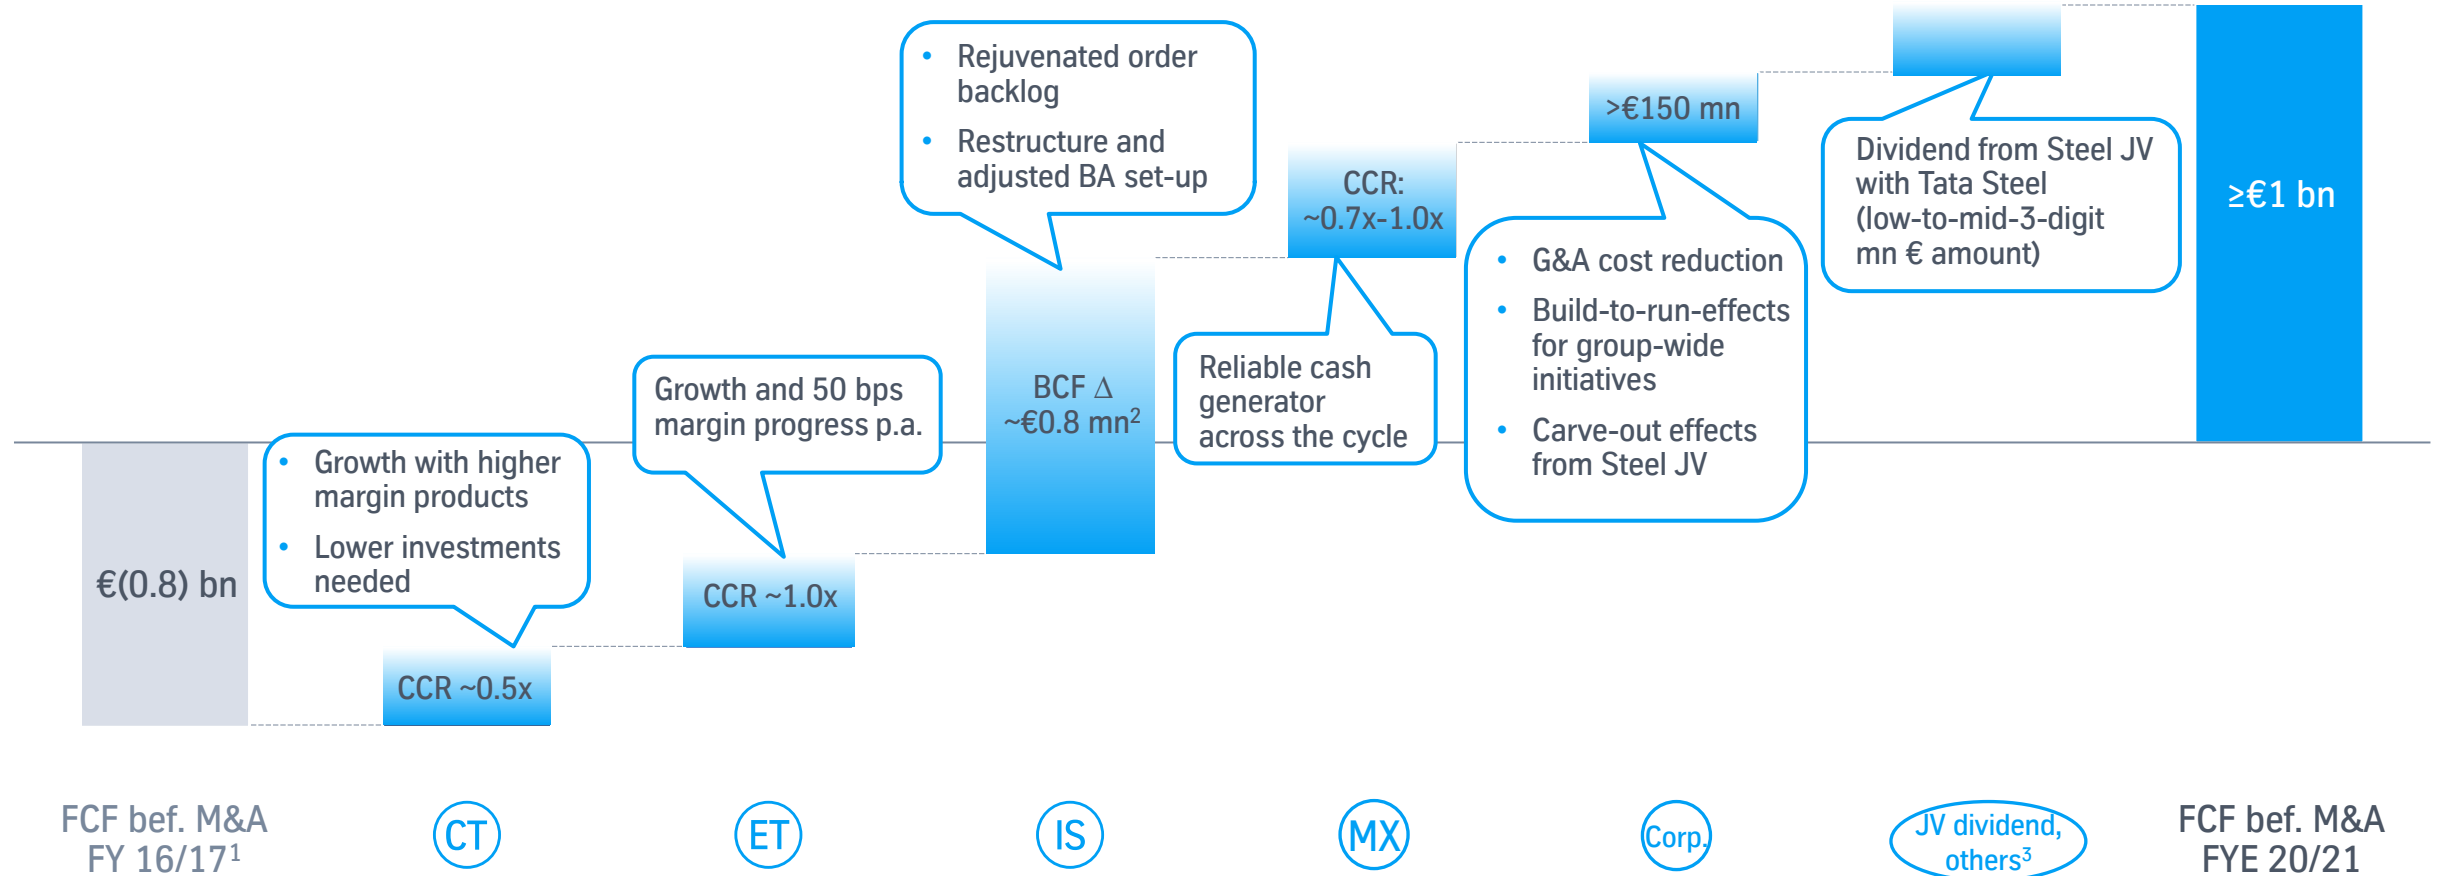 • Rejuvenated order
backlog
• Restructure and
adjusted BA set-up
>€150 mn
Dividend from Steel JV
with Tata Steel
(low-to-mid-3-digit
mn € amount)
≥€1 bn
CCR:
~0.7x-1.0x
• G&A cost reduction
• Build-to-run-effects
for group-wide
initiatives
• Carve-out effects
from Steel JV
Growth and 50 bps
margin progress p.a.
BCF Δ
~€0.8 mn²
Reliable cash
generator
across the cycle
• Growth with higher
margin products
• Lower investments
needed
€(0.8) bn
CCR ~1.0x
CCR ~0.5x
FCF bef. M&A
FY 16/17¹
CT
ET
IS
MX
Corp.
JV dividend,
others³
FCF bef. M&A
FYE 20/21